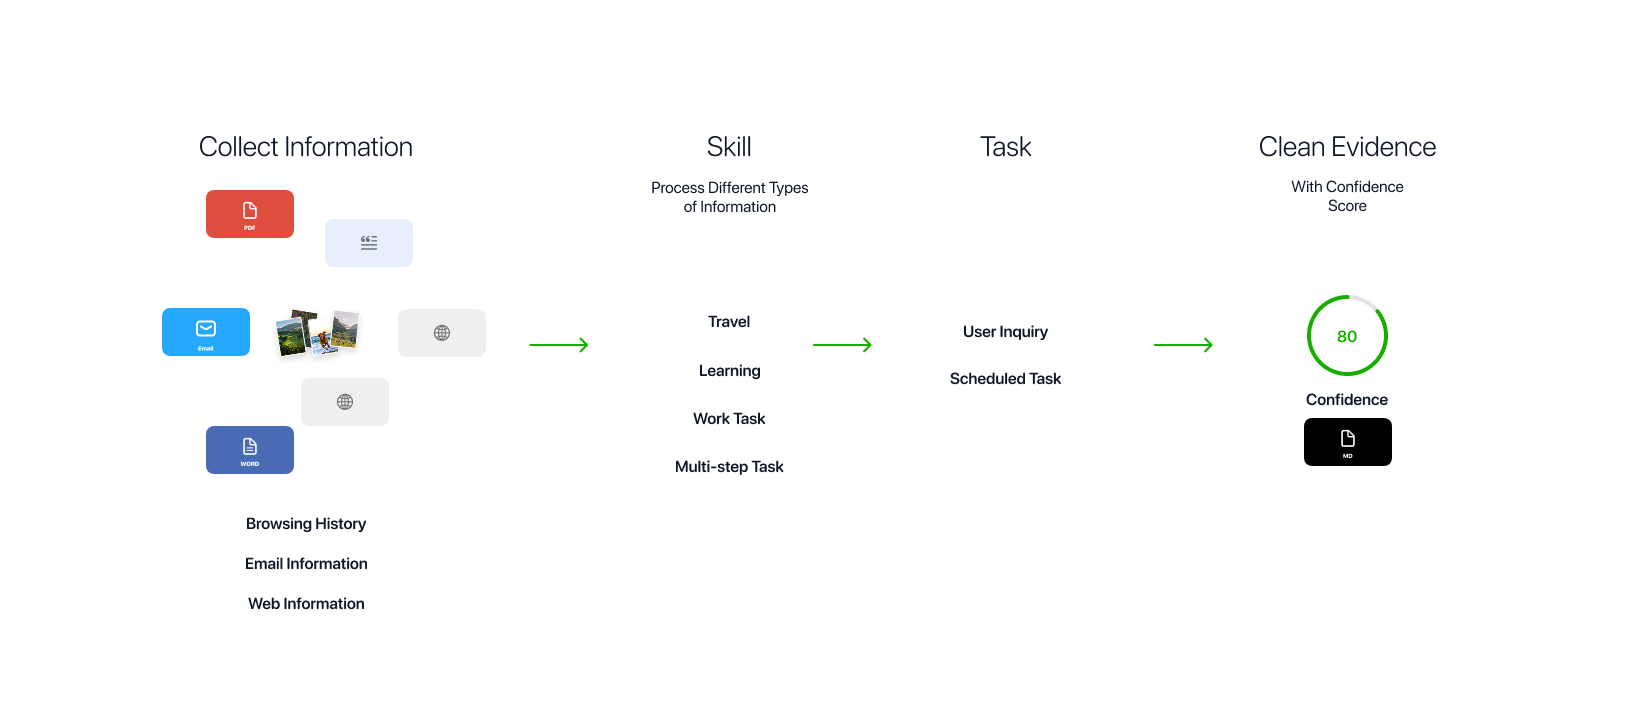 Collect Information
PDF
Email
WORD
Browsing History
Email Information
Web Information
Skill
Process Different Types
of Information
Travel
Learning
Work Task
Multi-step Task
Task
User Inquiry
Scheduled Task
Clean Evidence
With Confidence
Score
80
Confidence
MD